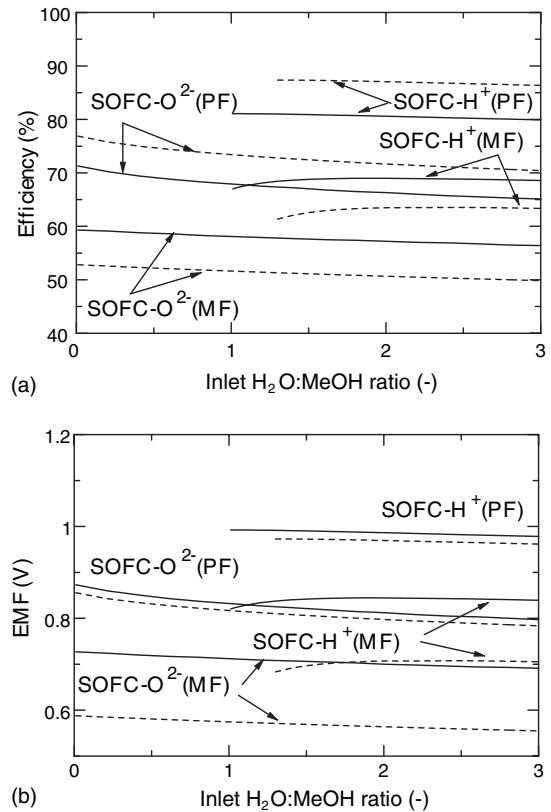 100
90
80
70
60
50
40
Efficiency (%)
SOFC-O²⁻(PF)
SOFC-H⁺(PF)
SOFC-H⁺(MF)
SOFC-O²⁻(MF)
0 1 2 3
Inlet H₂O:MeOH ratio (-)
(a)
1.2
1
0.8
0.6
EMF (V)
SOFC-H⁺(PF)
SOFC-O²⁻(PF)
SOFC-H⁺(MF)
SOFC-O²⁻(MF)
0 1 2 3
Inlet H₂O:MeOH ratio (-)
(b)